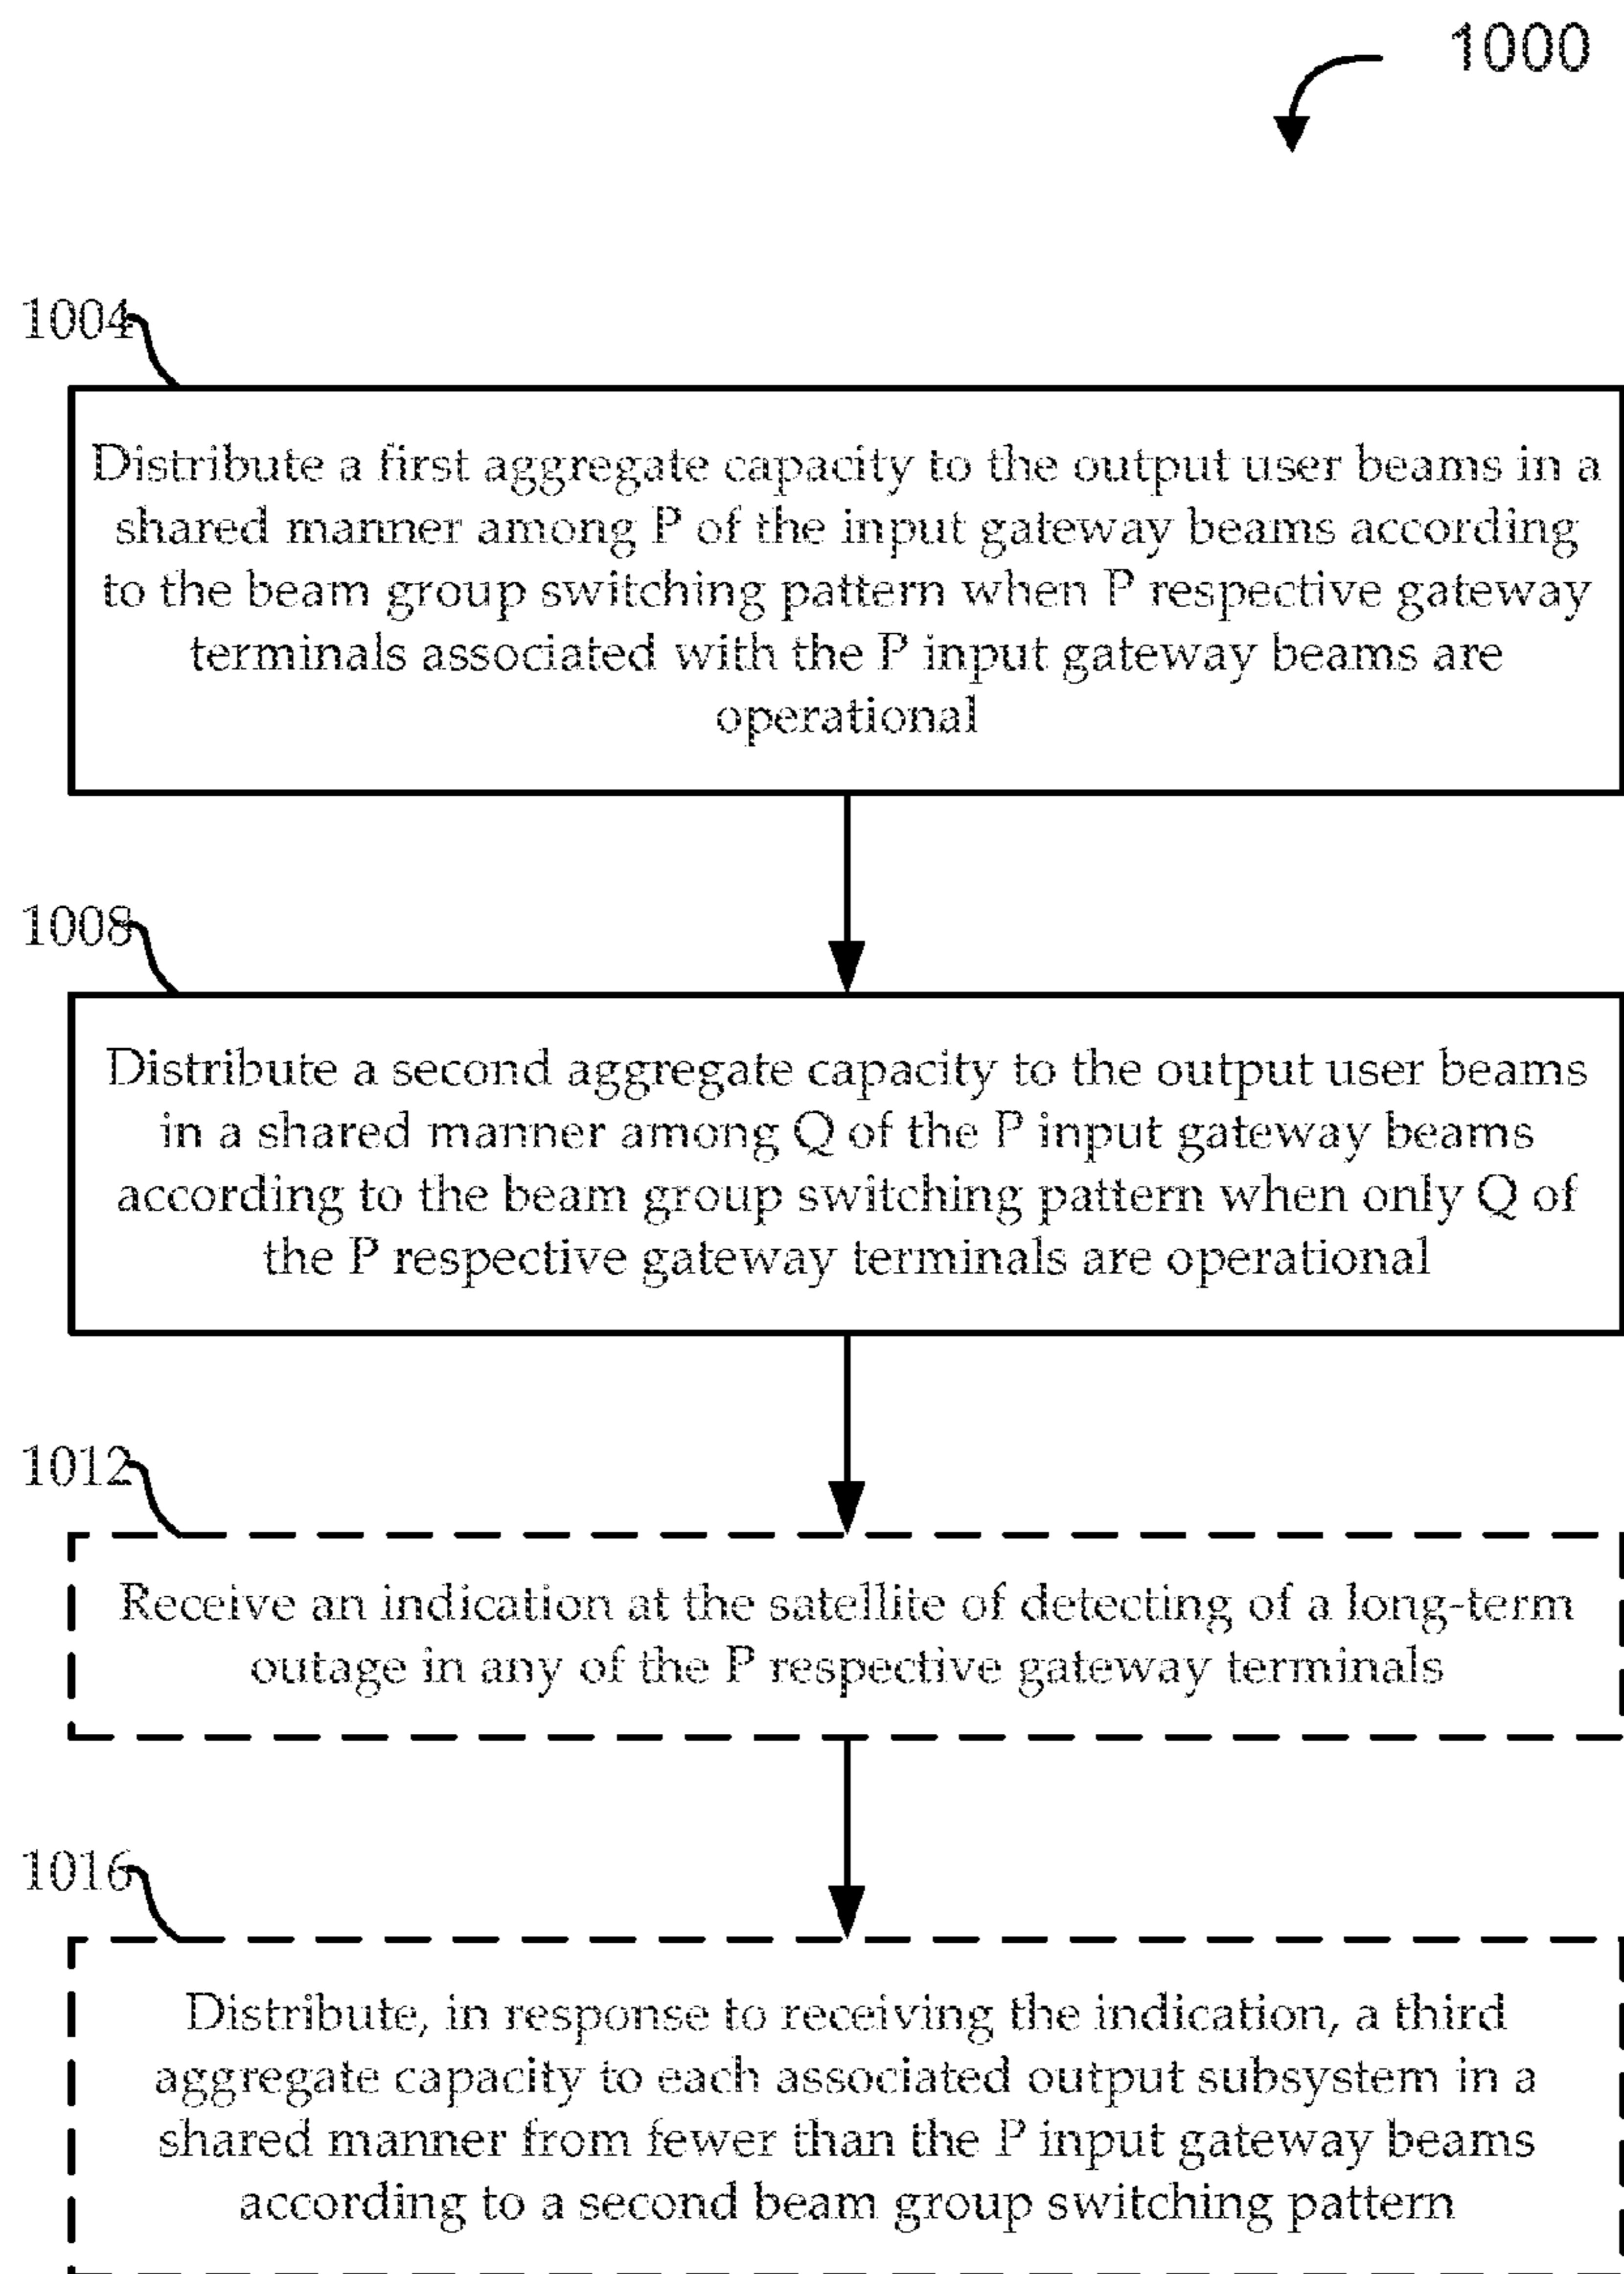 1000
1004
Distribute a first aggregate capacity to the output user beams in a
shared manner among P of the input gateway beams according
to the beam group switching pattern when P respective gateway
terminals associated with the P input gateway beams are
operational
1008
Distribute a second aggregate capacity to the output user beams
in a shared manner among Q of the P input gateway beams
according to the beam group switching pattern when only Q of
the P respective gateway terminals are operational
1012
Receive an indication at the satellite of detecting of a long-term
outage in any of the P respective gateway terminals
1016
Distribute, in response to receiving the indication, a third
aggregate capacity to each associated output subsystem in a
shared manner from fewer than the P input gateway beams
according to a second beam group switching pattern